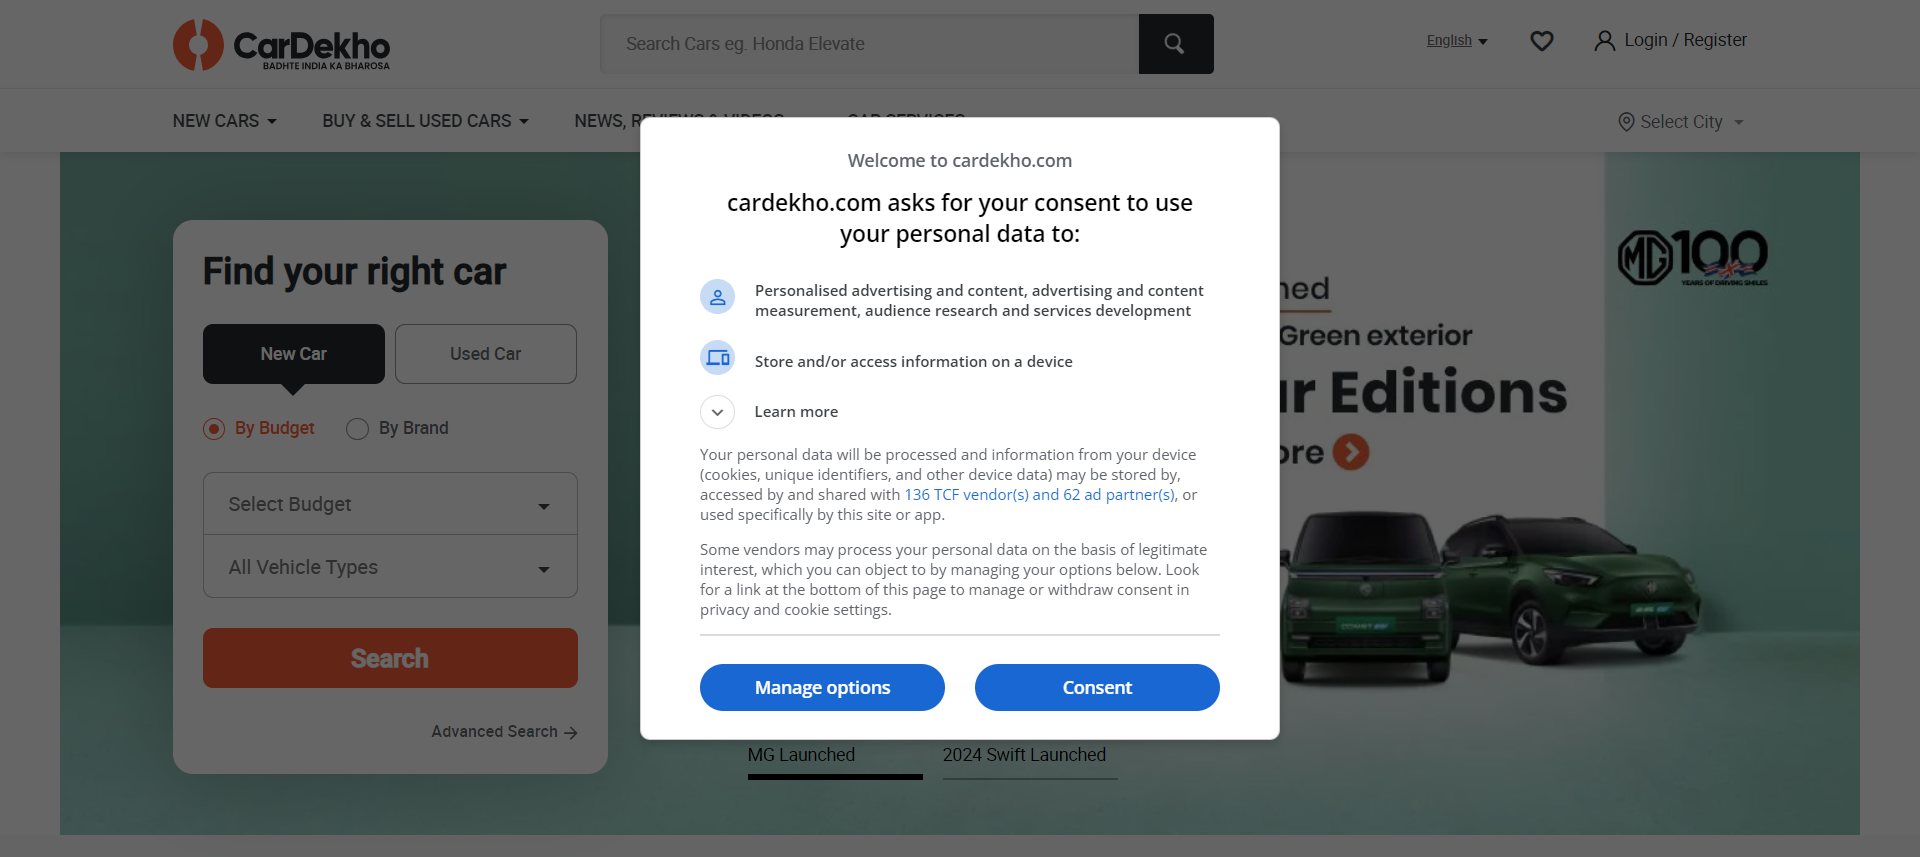 CarDekho
BADHTE INDIA KA BHAROSA
Search Cars eg. Honda Elevate
English
Login / Register
NEW CARS
BUY & SELL USED CARS
NEWS, REVIEWS & VIDEOS
CAR SERVICES
Select City
Find your right car
New Car
Used Car
By Budget
By Brand
Select Budget
All Vehicle Types
Search
Advanced Search
Welcome to cardekho.com
cardekho.com asks for your consent to use
your personal data to:
Personalised advertising and content, advertising and content
measurement, audience research and services development
Store and/or access information on a device
Learn more
Your personal data will be processed and information from your device
(cookies, unique identifiers, and other device data) may be stored by,
accessed by and shared with 136 TCF vendor(s) and 62 ad partner(s), or
used specifically by this site or app.
Some vendors may process your personal data on the basis of legitimate
interest, which you can object to by managing your options below. Look
for a link at the bottom of this page to manage or withdraw consent in
privacy and cookie settings.
Manage options
Consent
MG 100
YEARS OF DRIVING SMILES
Green exterior
Editions
MG Launched
2024 Swift Launched